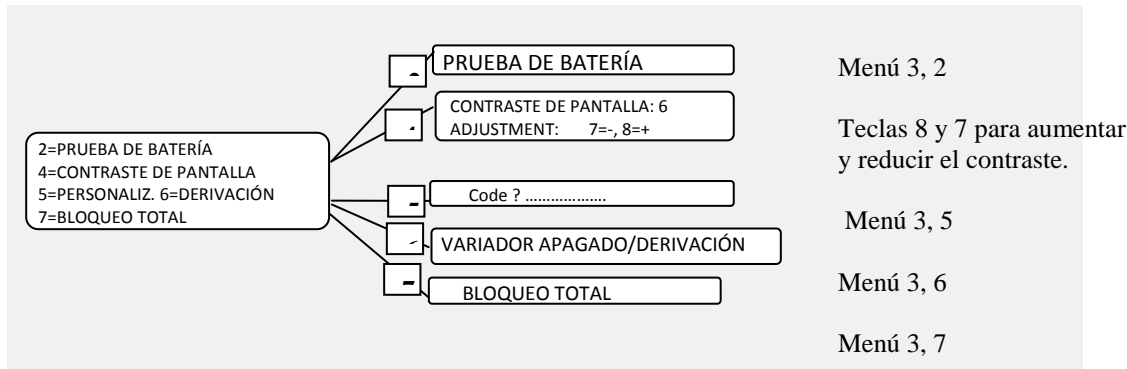 PRUEBA DE BATERÍA
Menú 3, 2
CONTRASTE DE PANTALLA: 6
ADJUSTMENT: 7=-, 8=+
Teclas 8 y 7 para aumentar
y reducir el contraste.
2=PRUEBA DE BATERÍA
4=CONTRASTE DE PANTALLA
5=PERSONALIZ. 6=DERIVACIÓN
7=BLOQUEO TOTAL
Code ? ……………….
Menú 3, 5
VARIADOR APAGADO/DERIVACIÓN
Menú 3, 6
BLOQUEO TOTAL
Menú 3, 7